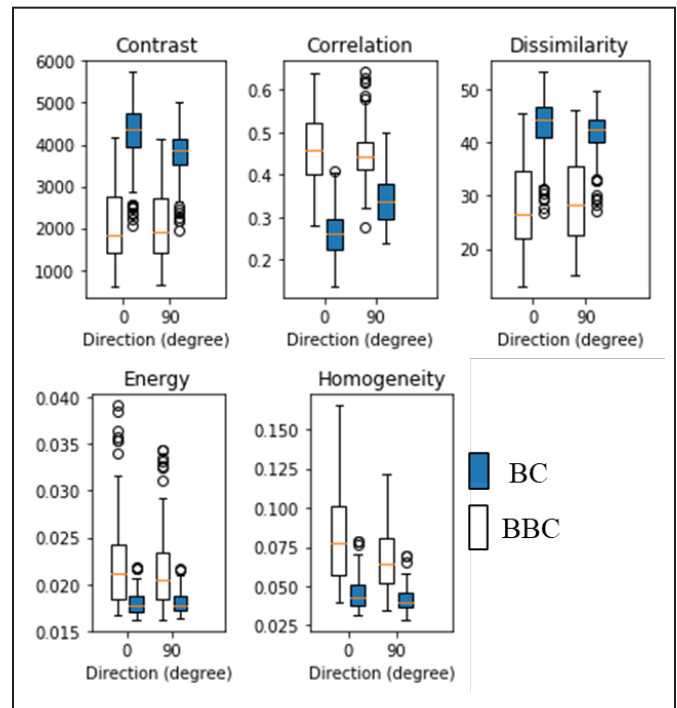 Contrast
6000
5000
4000
3000
2000
1000
0 90
Direction (degree)
Correlation
0.6
0.5
0.4
0.3
0.2
0 90
Direction (degree)
Dissimilarity
50
40
30
20
0 90
Direction (degree)
Energy
0.040
0.035
0.030
0.025
0.020
0.015
0 90
Direction (degree)
Homogeneity
0.150
0.125
0.100
0.075
0.050
0.025
0 90
Direction (degree)
BC
BBC